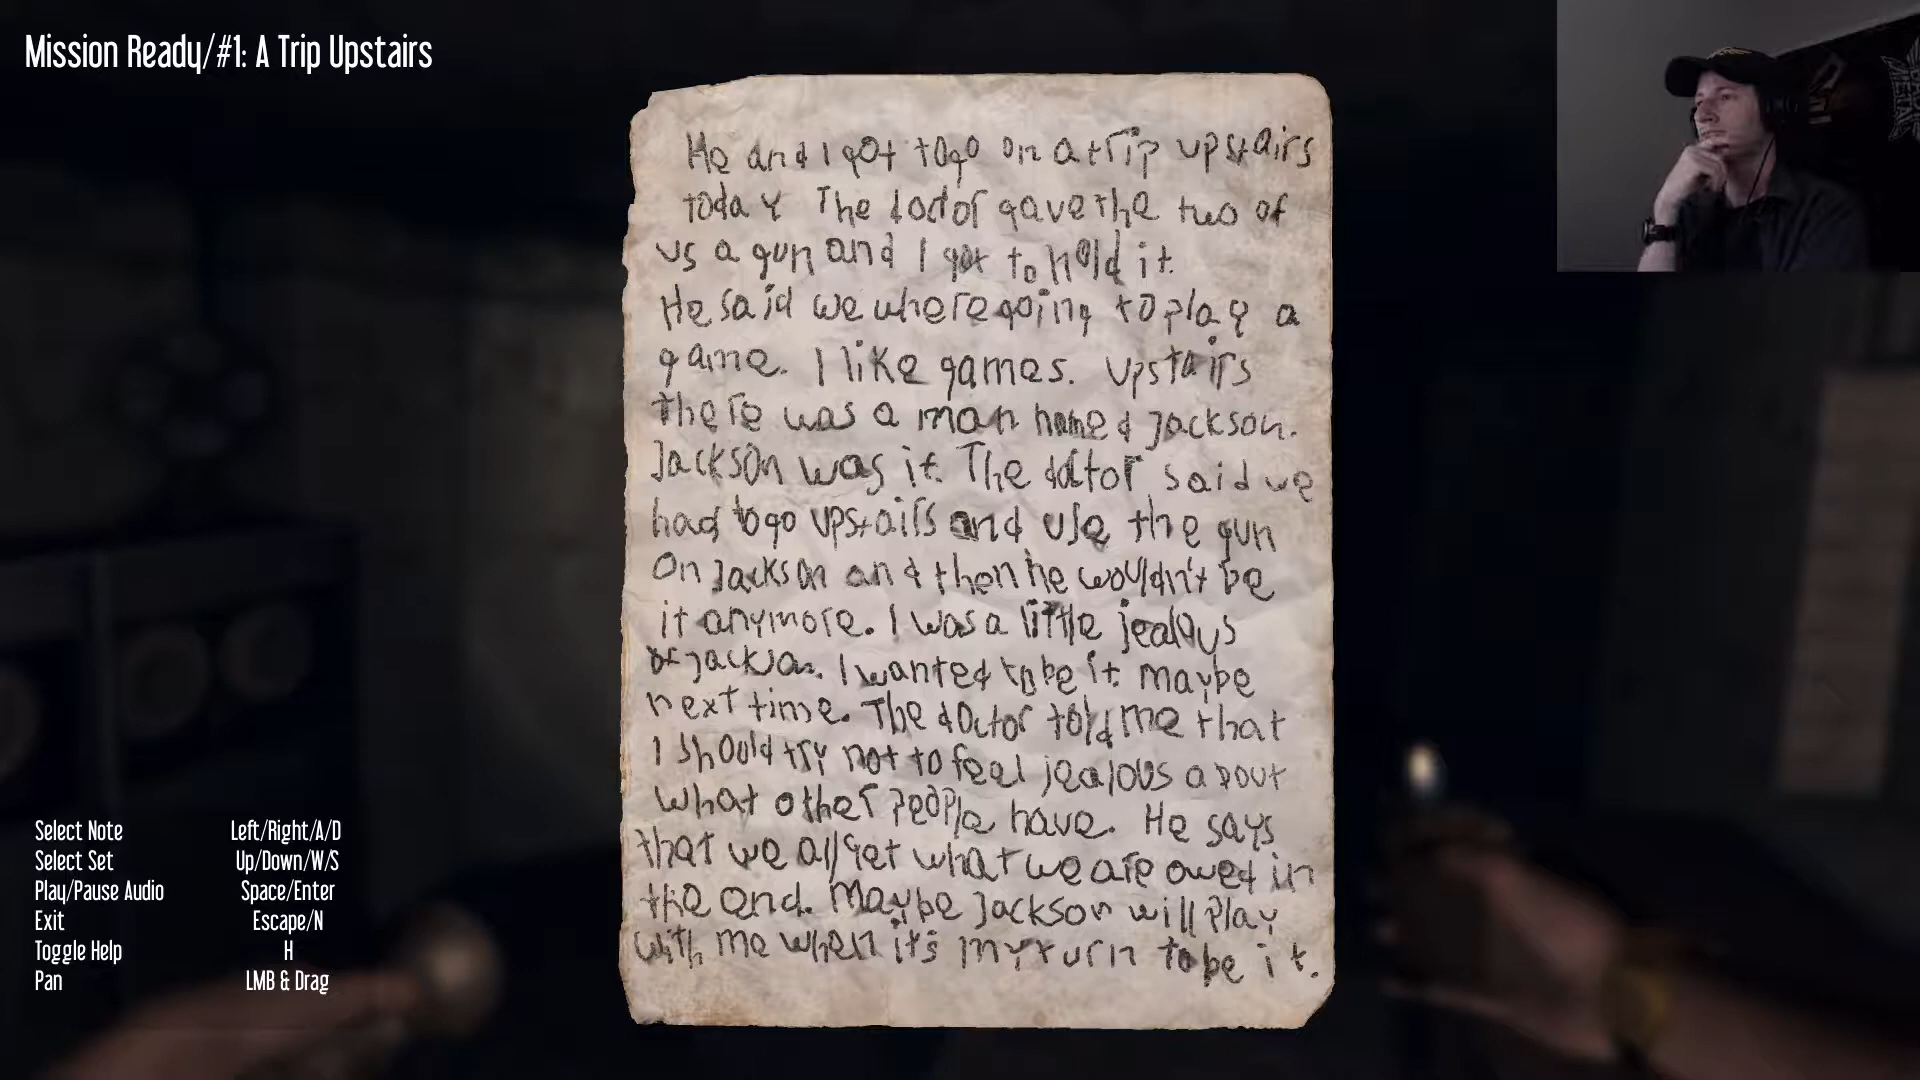 Mission Ready/#1: A Trip Upstairs
He and I got to go on a trip upstairs
today The doctor gave the two of
us a gun and I got to hold it.
He said we where going to play a
game. I like games. Upstairs
there was a man named Jackson.
Jackson was it. The doctor said we
had to go upstairs and use the gun
On Jackson and then he wouldn't be
it anymore. I was a little jealous
of Jackson. I wanted to be it. maybe
next time. The doctor told me that
I should try not to feel jealous about
what other people have. He says
that we all get what we are owed in
the end. Maybe Jackson will play
with me when it's my turn to be it.
Select Note Left/Right/A/D
Select Set Up/Down/W/S
Play/Pause Audio Space/Enter
Exit Escape/N
Toggle Help H
Pan LMB & Drag